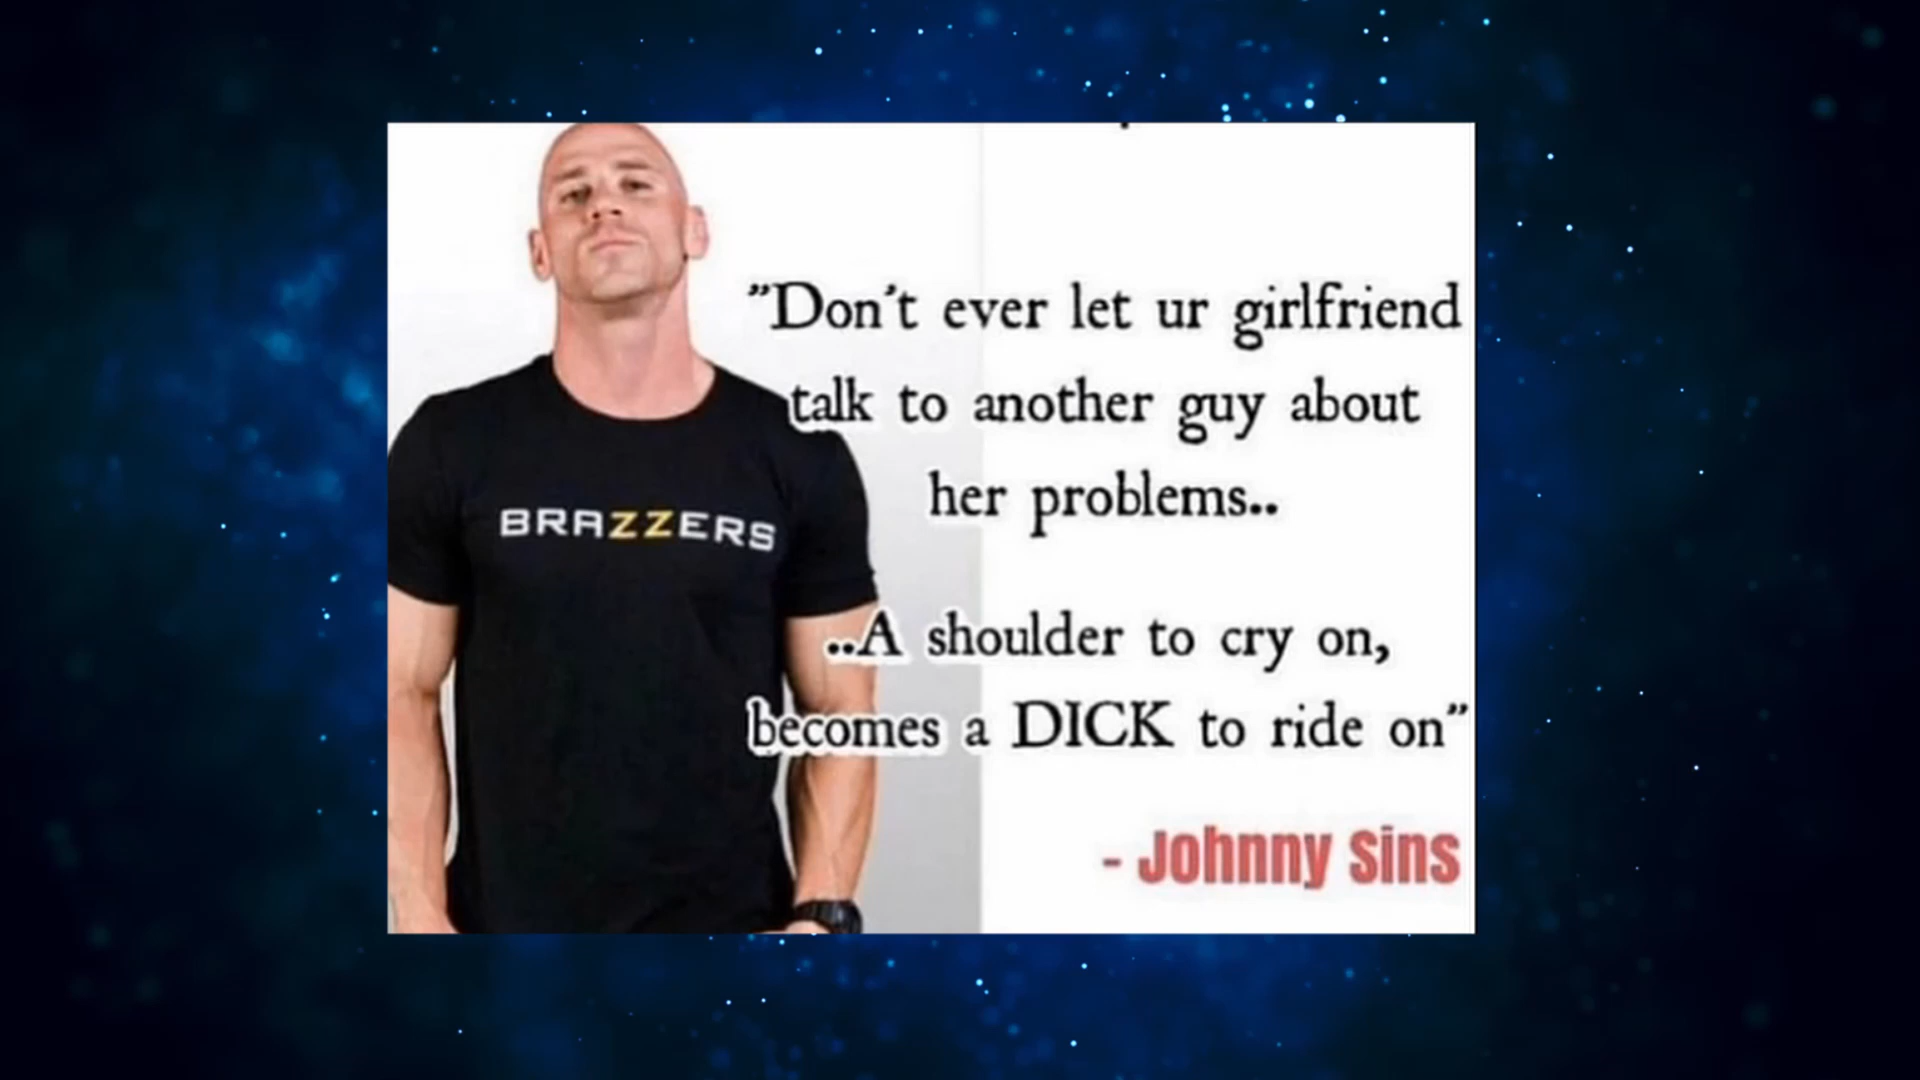 BRAZZERS
"Don't ever let ur girlfriend
talk to another guy about
her problems..
..A shoulder to cry on,
becomes a DICK to ride on"
- Johnny Sins